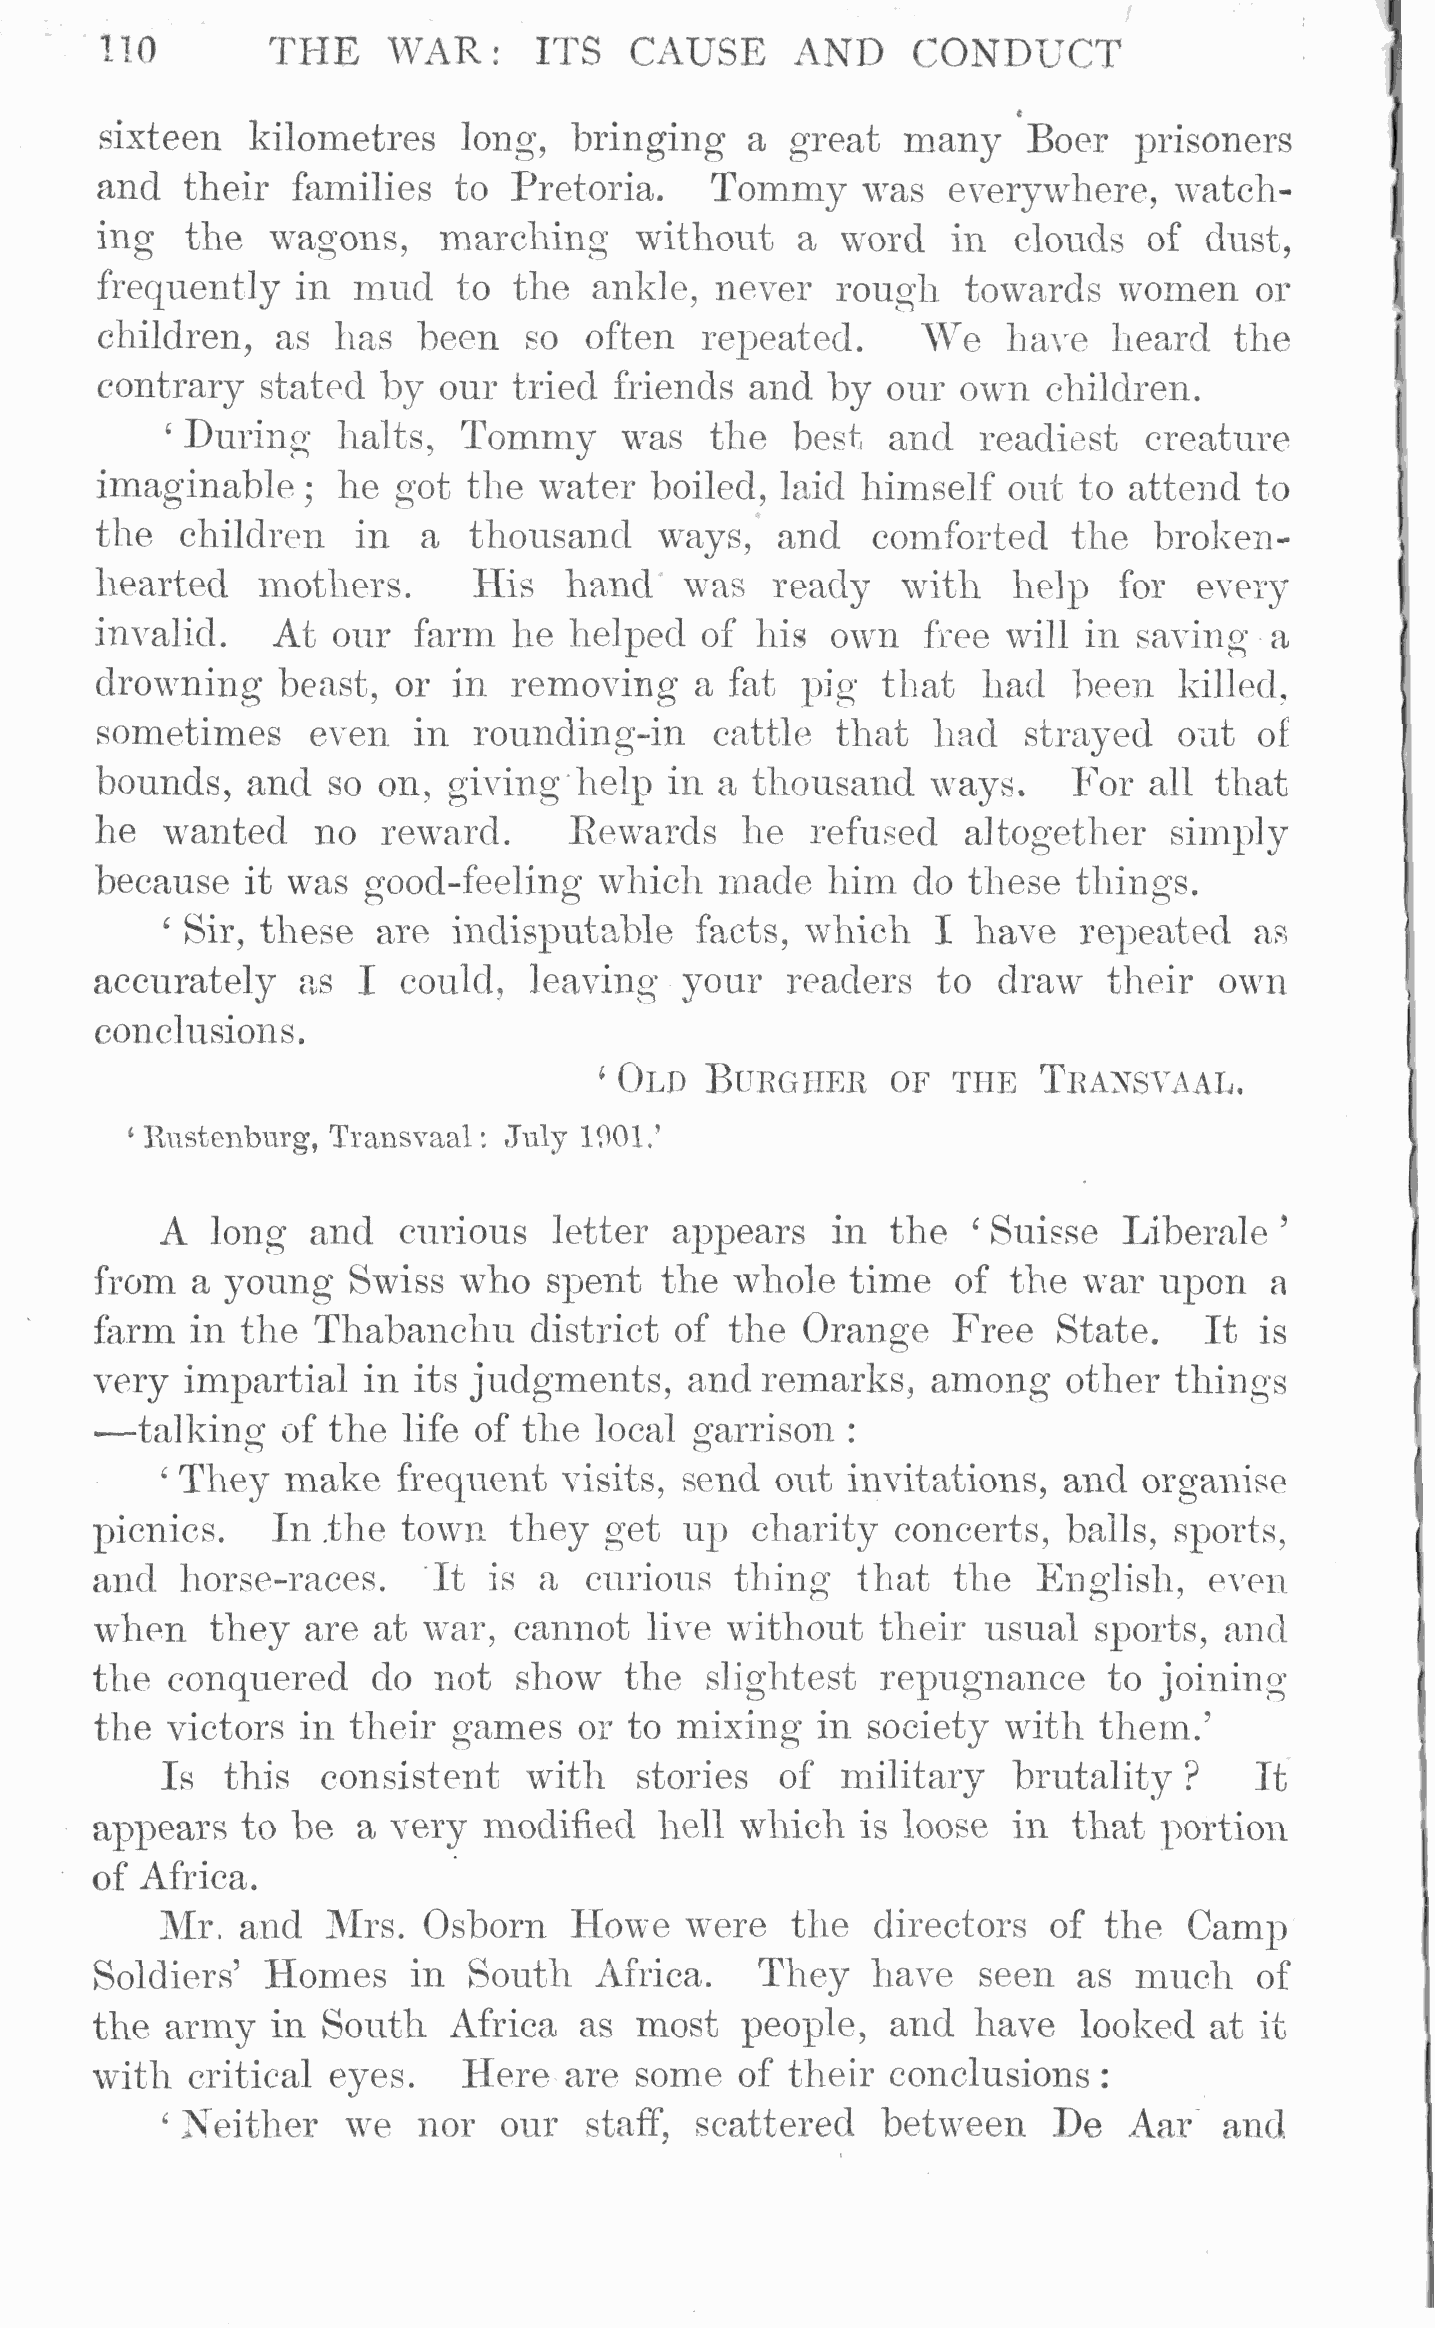 110 THE WAR: ITS CAUSE AND CONDUCT
sixteen kilometres long, bringing a great many Boer prisoners
and their families to Pretoria. Tommy was everywhere, watch-
ing the wagons, marching without a word in clouds of dust,
frequently in mud to the ankle, never rough towards women or
children, as has been so often repeated. We have heard the
contrary stated by our tried friends and by our own children.
‘ During halts, Tommy was the best and readiest creature
imaginable ; he got the water boiled, laid himself out to attend to
the children in a thousand ways, and comforted the broken-
hearted mothers. His hand was ready with help for every
invalid. At our farm he helped of his own free will in saving a
drowning beast, or in removing a fat pig that had been killed,
sometimes even in rounding-in cattle that had strayed out of
bounds, and so on, giving help in a thousand ways. For all that
he wanted no reward. Rewards he refused altogether simply
because it was good-feeling which made him do these things.
‘ Sir, these are indisputable facts, which I have repeated as
accurately as I could, leaving your readers to draw their own
conclusions.
‘ OLD BURGHER OF THE TRANSVAAL.
‘ Rustenburg, Transvaal : July 1901.’
A long and curious letter appears in the ‘ Suisse Liberale ’
from a young Swiss who spent the whole time of the war upon a
farm in the Thabanchu district of the Orange Free State. It is
very impartial in its judgments, and remarks, among other things
—talking of the life of the local garrison :
‘ They make frequent visits, send out invitations, and organise
picnics. In the town they get up charity concerts, balls, sports,
and horse-races. It is a curious thing that the English, even
when they are at war, cannot live without their usual sports, and
the conquered do not show the slightest repugnance to joining
the victors in their games or to mixing in society with them.’
Is this consistent with stories of military brutality ? It
appears to be a very modified hell which is loose in that portion
of Africa.
Mr. and Mrs. Osborn Howe were the directors of the Camp
Soldiers’ Homes in South Africa. They have seen as much of
the army in South Africa as most people, and have looked at it
with critical eyes. Here are some of their conclusions :
‘ Neither we nor our staff, scattered between De Aar and